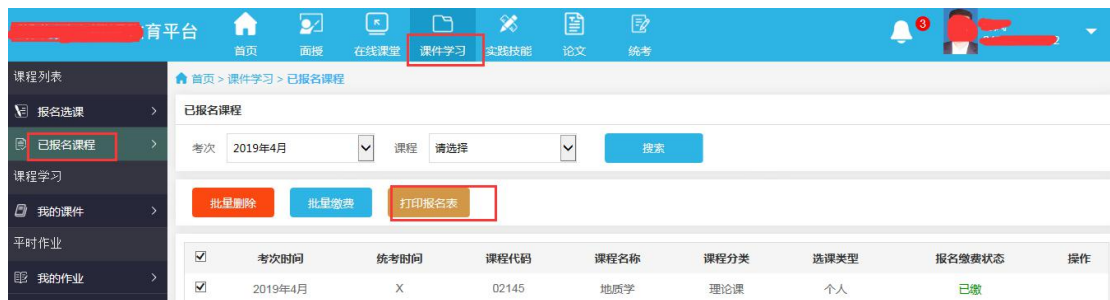 育平台
首页 面授 在线课堂 课件学习 实践技能 论文 统考
3
2
课程列表
首页 > 课件学习 > 已报名课程
报名选课
已报名课程
已报名课程
考次 2019年4月 课程 请选择 搜索
课程学习
批量删除 批量缴费 打印报名表
我的课件
平时作业
考次时间 统考时间 课程代码 课程名称 课程分类 选课类型 报名缴费状态 操作
我的作业
2019年4月 X 02145 地质学 理论课 个人 已缴